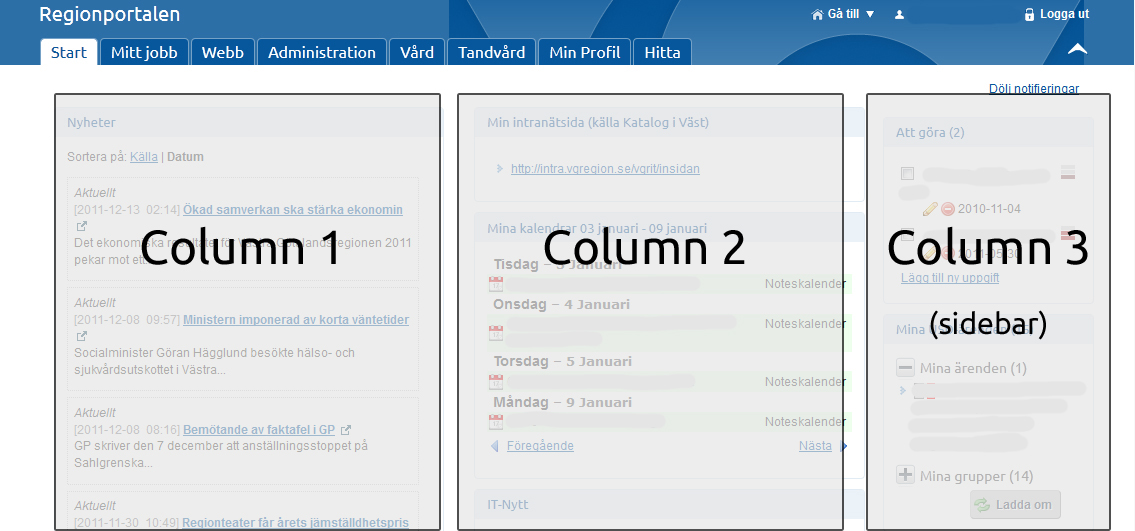 Regionportalen
Gå till
Logga ut
Start Mitt jobb Webb Administration Vård Tandvård Min Profil Hitta
Dölj notifieringar
Column 1
Nyheter
Sortera på: Källa | Datum
Aktuellt
[2011-12-13 02:14] Ökad samverkan ska stärka ekonomin
Det ekonomiska resultatet för Västra Götalandsregionen 2011
pekar mot ett
Aktuellt
[2011-12-08 09:57] Ministern imponerad av korta väntetider
Socialminister Göran Hägglund besökte hälso- och
sjukvårdsutskottet i Västra...
Aktuellt
[2011-12-08 08:16] Bemötande av faktafel i GP
GP skriver den 7 december att anställningsstoppet på
Sahlgrenska...
Aktuellt
[2011-11-30 10:49] Regionteater får årets jämställdhetspris
Column 2
Min intranätsida (källa Katalog i Väst)
http://intra.vgregion.se/vgrit/insidan
Mina kalendrar 03 januari - 09 januari
Tisdag – 3 Januari
Noteskalender
Onsdag – 4 Januari
Noteskalender
Torsdag – 5 Januari
Noteskalender
Måndag – 9 Januari
Noteskalender
Föregående Nästa
IT-Nytt
Column 3
(sidebar)
Att göra (2)
2010-11-04
Lägg till ny uppgift
Mina
Mina ärenden (1)
Mina grupper (14)
Ladda om